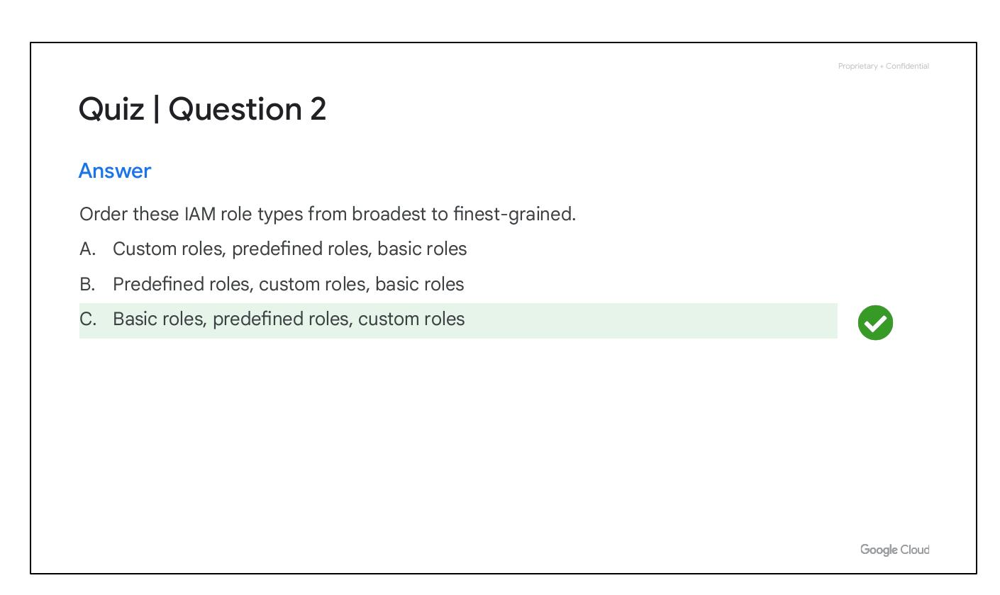 Proprietary + Confidential
Quiz | Question 2
Answer
Order these IAM role types from broadest to finest-grained.
A. Custom roles, predefined roles, basic roles
B. Predefined roles, custom roles, basic roles
C. Basic roles, predefined roles, custom roles
Google Cloud